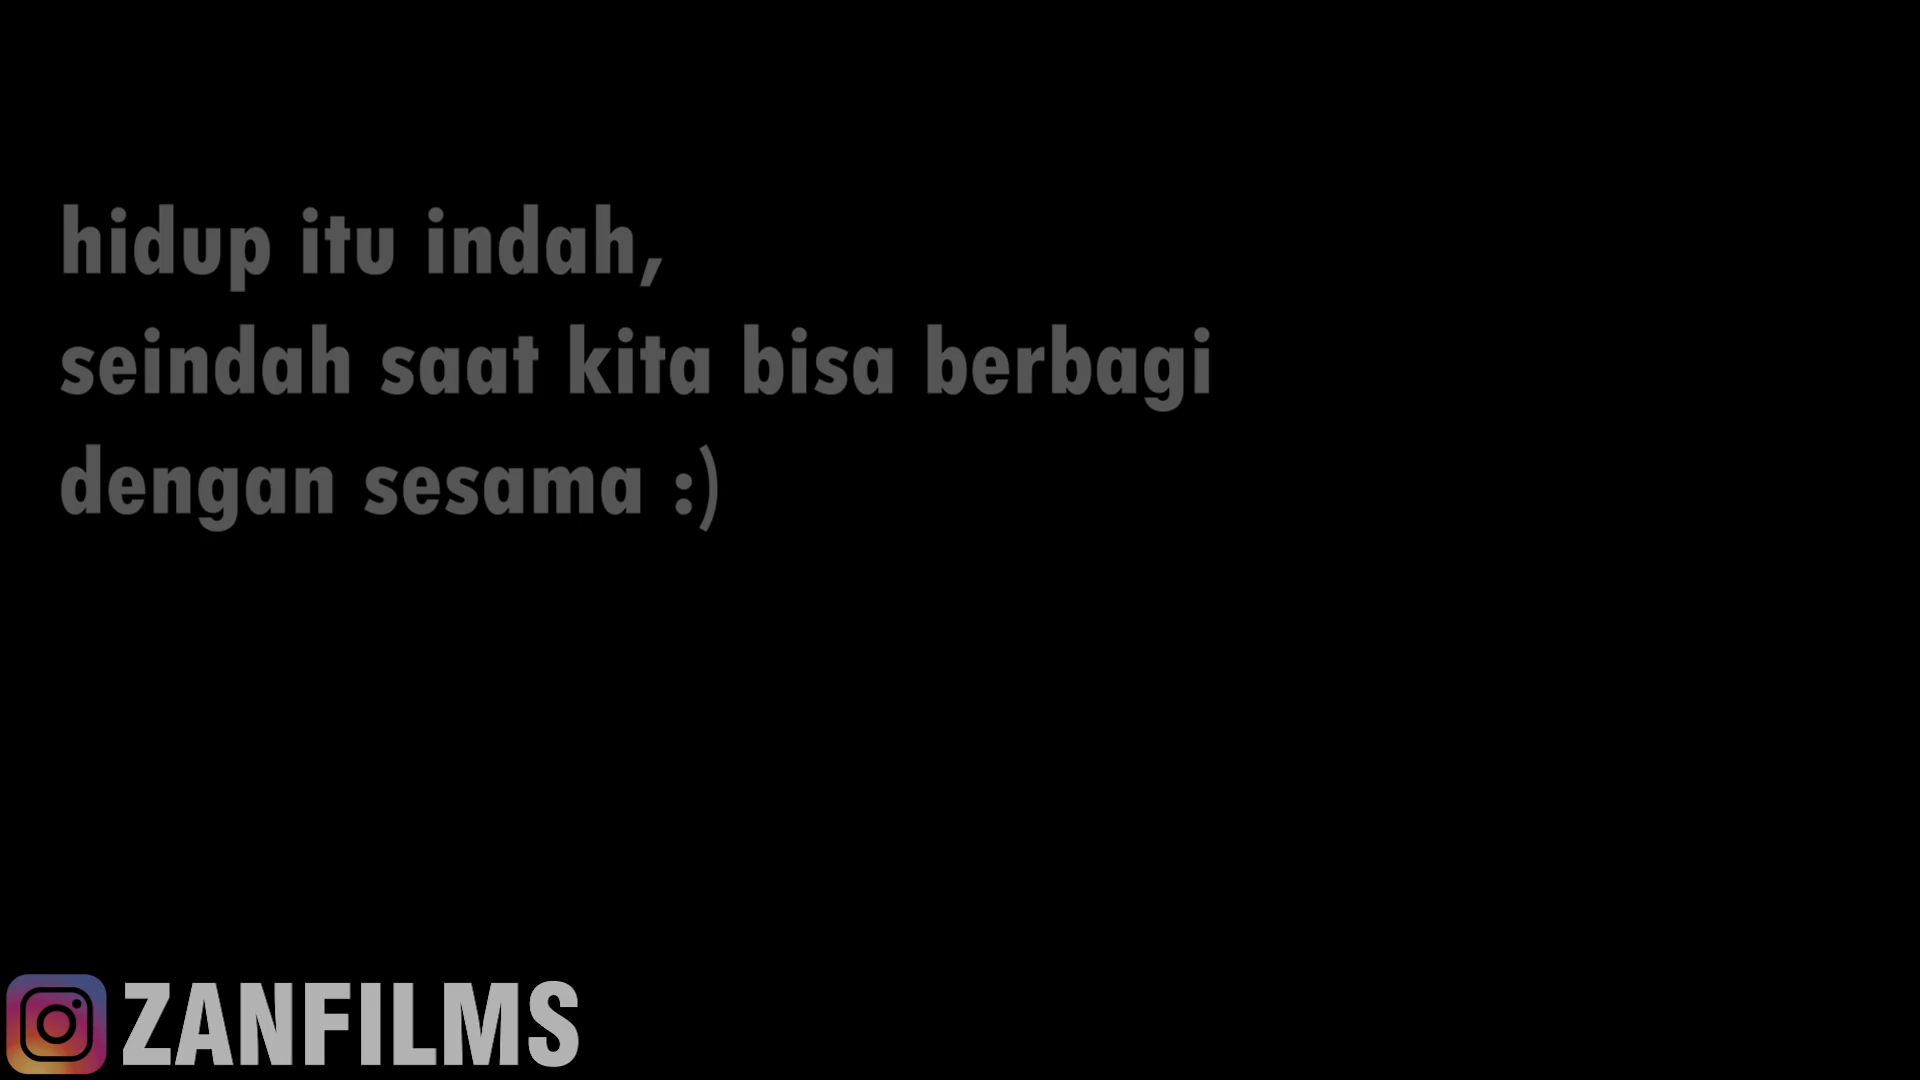 hidup itu indah,
seindah saat kita bisa berbagi
dengan sesama :)
ZANFILMS